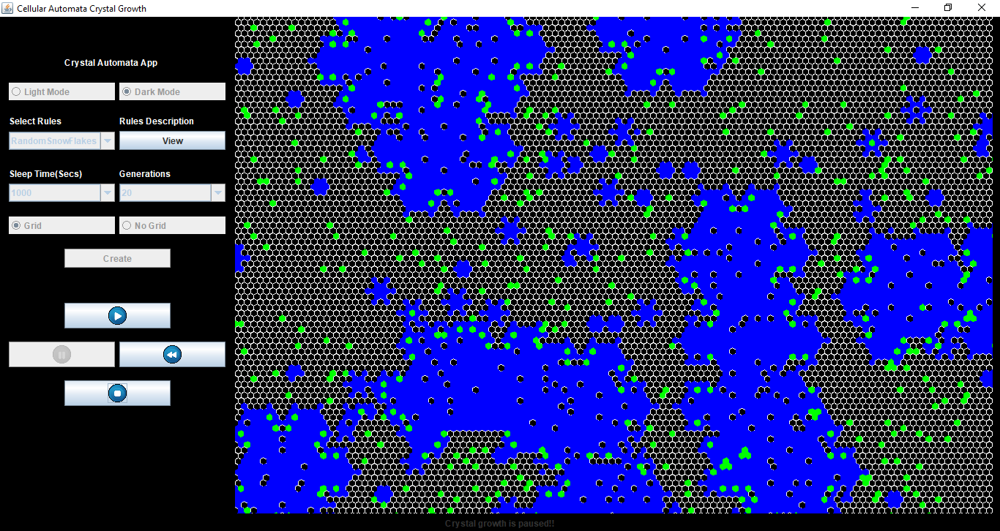 Cellular Automata Crystal Growth
Crystal Automata App
Light Mode
Dark Mode
Select Rules
Rules Description
RandomSnowFlakes
View
Sleep Time(Secs)
Generations
1000
20
Grid
No Grid
Create
Crystal growth is paused!!